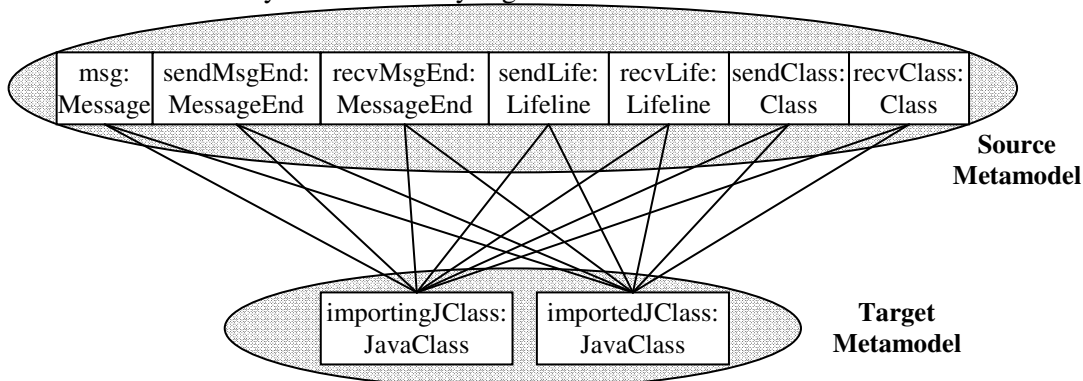 msg: sendMsgEnd: recvMsgEnd: sendLife: recvLife: sendClass: recvClass:
Message MessageEnd MessageEnd Lifeline Lifeline Class Class
Source
Metamodel
importingJClass: importedJClass:
JavaClass JavaClass
Target
Metamodel